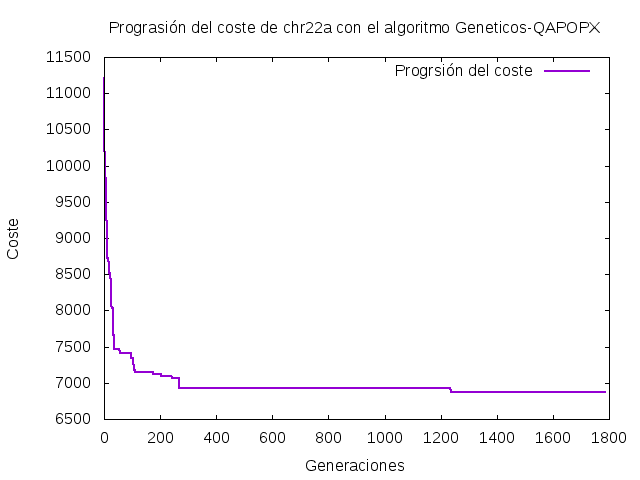 Prograsión del coste de chr22a con el algoritmo Geneticos-QAPOPX
Progrsión del coste
11500
11000
10500
10000
9500
9000
8500
8000
7500
7000
6500
Coste
0 200 400 600 800 1000 1200 1400 1600 1800
Generaciones